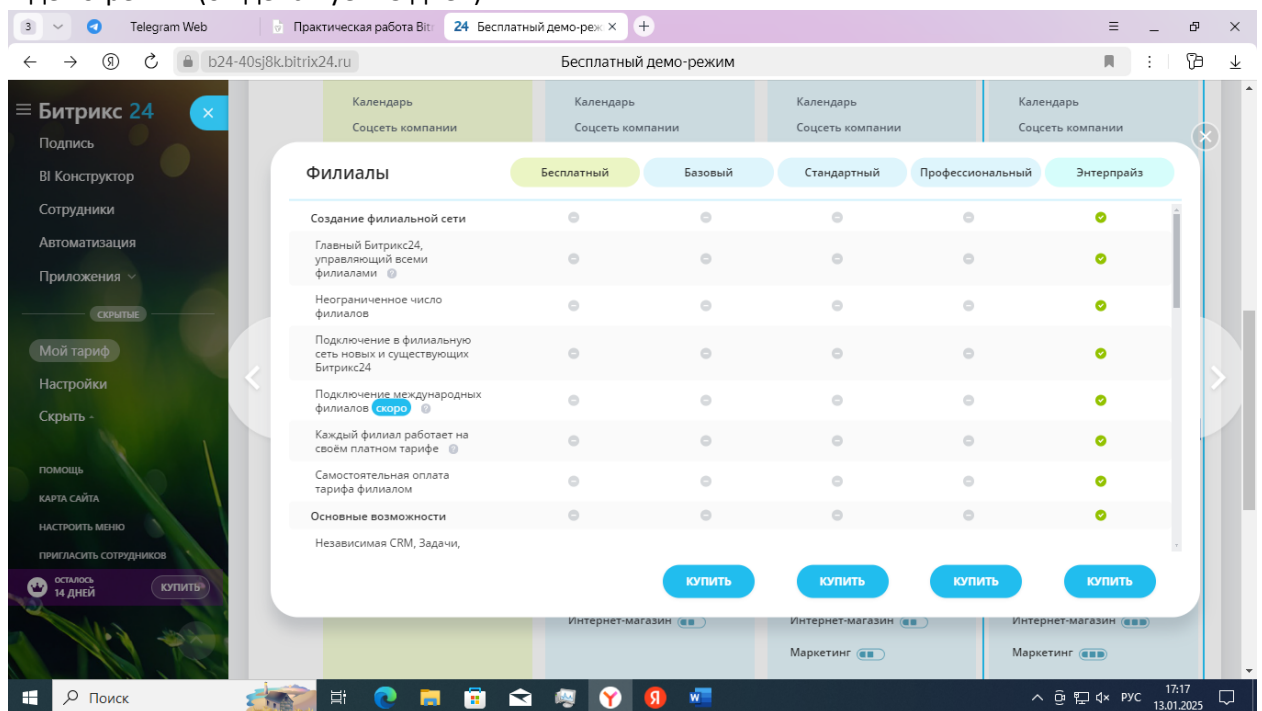 3
Telegram Web
Практическая работа Bit
24 Бесплатный демо-реж
b24-40sj8k.bitrix24.ru
Бесплатный демо-режим
Битрикс 24
Подпись
BI Конструктор
Сотрудники
Автоматизация
Приложения
СКРЫТЫЕ
Мой тариф
Настройки
Скрыть -
ПОМОЩЬ
КАРТА САЙТА
НАСТРОИТЬ МЕНЮ
ПРИГЛАСИТЬ СОТРУДНИКОВ
ОСТАЛОСЬ
14 ДНЕЙ
КУПИТЬ
Календарь Календарь Календарь Календарь
Соцсеть компании Соцсеть компании Соцсеть компании Соцсеть компании
Филиалы Бесплатный Базовый Стандартный Профессиональный Энтерпрайз
Создание филиальной сети
Главный Битрикс24,
управляющий всеми
филиалами ?
Неограниченное число
филиалов
Подключение в филиальную
сеть новых и существующих
Битрикс24
Подключение международных
филиалов скоро ?
Каждый филиал работает на
своём платном тарифе ?
Самостоятельная оплата
тарифа филиалом
Основные возможности
Независимая CRM, Задачи,
КУПИТЬ КУПИТЬ КУПИТЬ КУПИТЬ
Интернет-магазин Интернет-магазин Интернет-магазин
Маркетинг Маркетинг
Поиск
РУС
17:17
13.01.2025